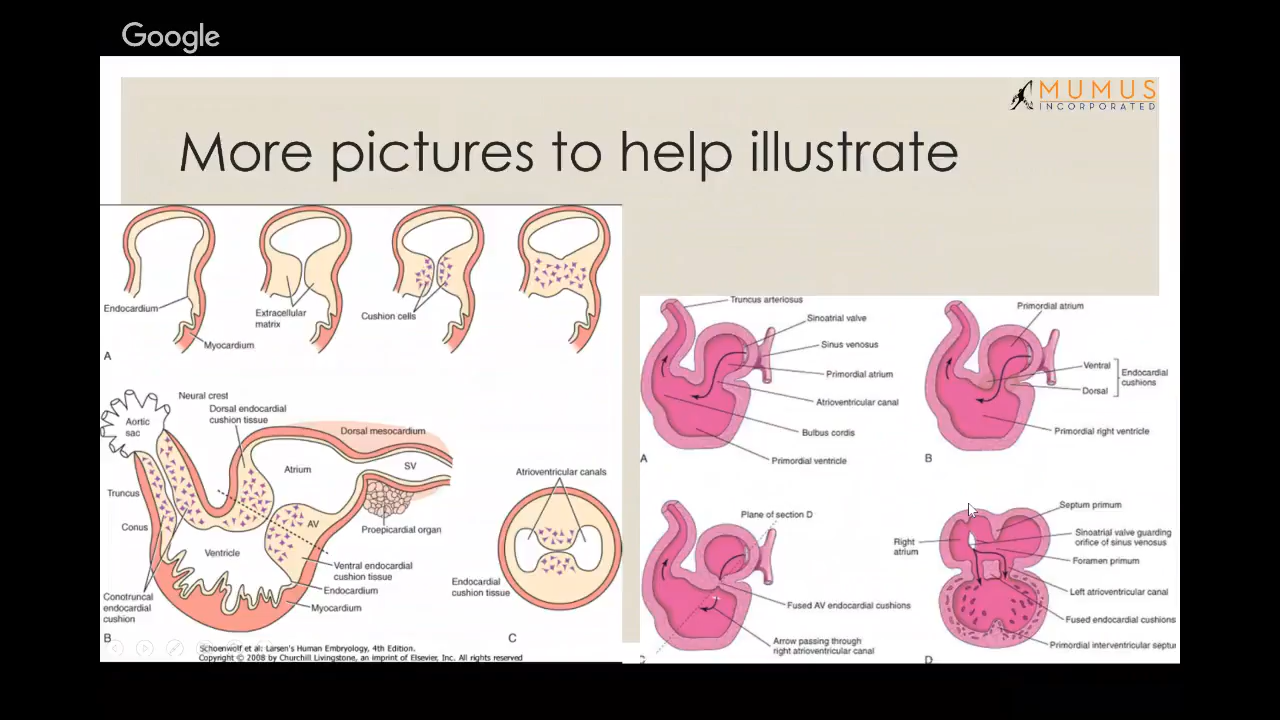 Google
MUMUS
INCORPORATED
More pictures to help illustrate
Endocardium
Myocardium
Extracellular
matrix
Cushion cells
A
Neural crest
Aortic
sac
Dorsal endocardial
cushion tissue
Dorsal mesocardium
Atrium
SV
Truncus
Conus
AV
Proepicardial organ
Ventricle
Ventral endocardial
cushion tissue
Endocardium
Myocardium
Conotruncal
endocardial
cushion
B
Atrioventricular canals
Endocardial
cushion tissue
C
Schoenwolf et al: Larsen's Human Embryology, 4th Edition.
Copyright © 2008 by Churchill Livingstone, an imprint of Elsevier, Inc. All rights reserved
Truncus arteriosus
Sinoatrial valve
Sinus venosus
Primordial atrium
Atrioventricular canal
Bulbus cordis
Primordial ventricle
A
Primordial atrium
Ventral
Dorsal
Endocardial
cushions
Primordial right ventricle
B
Plane of section D
Fused AV endocardial cushions
Arrow passing through
right atrioventricular canal
C
Septum primum
Right
atrium
Sinoatrial valve guarding
orifice of sinus venosus
Foramen primum
Left atrioventricular canal
Fused endocardial cushions
Primordial interventricular septu
D